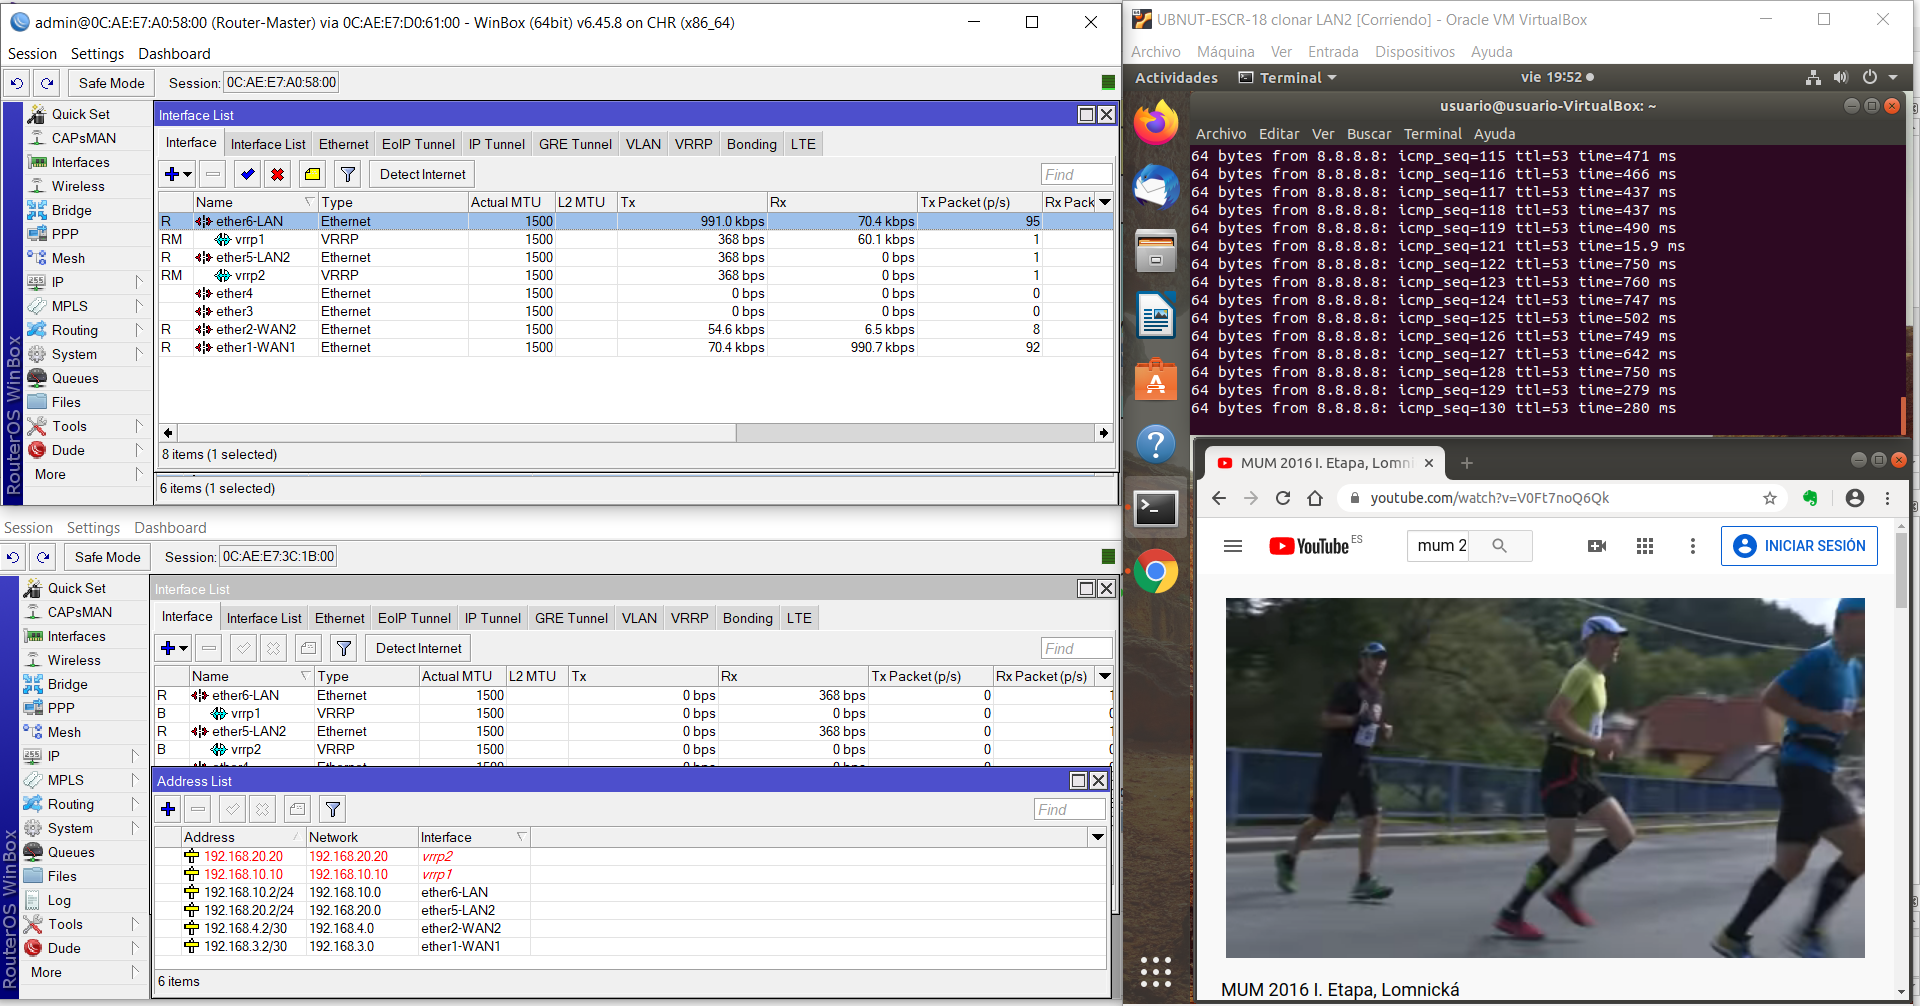 admin@0C:AE:E7:A0:58:00 (Router-Master) via 0C:AE:E7:D0:61:00 - WinBox (64bit) v6.45.8 on CHR (x86_64)
Session Settings Dashboard
Safe Mode Session: 0C:AE:E7:A0:58:00
Quick Set
CAPsMAN
Interfaces
Wireless
Bridge
PPP
Mesh
IP
MPLS
Routing
System
Queues
Files
Tools
Dude
More
RouterOS WinBox
Interface List
Interface Interface List Ethernet EoIP Tunnel IP Tunnel GRE Tunnel VLAN VRRP Bonding LTE
Detect Internet Find
Name Type Actual MTU L2 MTU Tx Rx Tx Packet (p/s) Rx Pack
R ether6-LAN Ethernet 1500 991.0 kbps 70.4 kbps 95
RM vrrp1 VRRP 1500 368 bps 60.1 kbps 1
R ether5-LAN2 Ethernet 1500 368 bps 0 bps 1
RM vrrp2 VRRP 1500 368 bps 0 bps 1
ether4 Ethernet 1500 0 bps 0 bps 0
ether3 Ethernet 1500 0 bps 0 bps 0
R ether2-WAN2 Ethernet 1500 54.6 kbps 6.5 kbps 8
R ether1-WAN1 Ethernet 1500 70.4 kbps 990.7 kbps 92
8 items (1 selected)
6 items (1 selected)
Session Settings Dashboard
Safe Mode Session: 0C:AE:E7:3C:1B:00
Quick Set
CAPsMAN
Interfaces
Wireless
Bridge
PPP
Mesh
IP
MPLS
Routing
System
Queues
Files
Log
Tools
Dude
More
RouterOS WinBox
Interface List
Interface Interface List Ethernet EoIP Tunnel IP Tunnel GRE Tunnel VLAN VRRP Bonding LTE
Detect Internet Find
Name Type Actual MTU L2 MTU Tx Rx Tx Packet (p/s) Rx Packet (p/s)
R ether6-LAN Ethernet 1500 0 bps 368 bps 0 1
B vrrp1 VRRP 1500 0 bps 0 bps 0 0
R ether5-LAN2 Ethernet 1500 0 bps 368 bps 0 1
B vrrp2 VRRP 1500 0 bps 0 bps 0 0
Address List
Find
Address Network Interface
192.168.20.20 192.168.20.20 vrrp2
192.168.10.10 192.168.10.10 vrrp1
192.168.10.2/24 192.168.10.0 ether6-LAN
192.168.20.2/24 192.168.20.0 ether5-LAN2
192.168.4.2/30 192.168.4.0 ether2-WAN2
192.168.3.2/30 192.168.3.0 ether1-WAN1
6 items
UBNUT-ESCR-18 clonar LAN2 [Corriendo] - Oracle VM VirtualBox
Archivo Máquina Ver Entrada Dispositivos Ayuda
Actividades Terminal vie 19:52
usuario@usuario-VirtualBox: ~
Archivo Editar Ver Buscar Terminal Ayuda
64 bytes from 8.8.8.8: icmp_seq=115 ttl=53 time=471 ms
64 bytes from 8.8.8.8: icmp_seq=116 ttl=53 time=466 ms
64 bytes from 8.8.8.8: icmp_seq=117 ttl=53 time=437 ms
64 bytes from 8.8.8.8: icmp_seq=118 ttl=53 time=437 ms
64 bytes from 8.8.8.8: icmp_seq=119 ttl=53 time=490 ms
64 bytes from 8.8.8.8: icmp_seq=121 ttl=53 time=15.9 ms
64 bytes from 8.8.8.8: icmp_seq=122 ttl=53 time=750 ms
64 bytes from 8.8.8.8: icmp_seq=123 ttl=53 time=760 ms
64 bytes from 8.8.8.8: icmp_seq=124 ttl=53 time=747 ms
64 bytes from 8.8.8.8: icmp_seq=125 ttl=53 time=502 ms
64 bytes from 8.8.8.8: icmp_seq=126 ttl=53 time=749 ms
64 bytes from 8.8.8.8: icmp_seq=127 ttl=53 time=642 ms
64 bytes from 8.8.8.8: icmp_seq=128 ttl=53 time=750 ms
64 bytes from 8.8.8.8: icmp_seq=129 ttl=53 time=279 ms
64 bytes from 8.8.8.8: icmp_seq=130 ttl=53 time=280 ms
MUM 2016 I. Etapa, Lomni
youtube.com/watch?v=V0Ft7noQ6Qk
YouTube ES mum 2 INICIAR SESIÓN
MUM 2016 I. Etapa, Lomnická